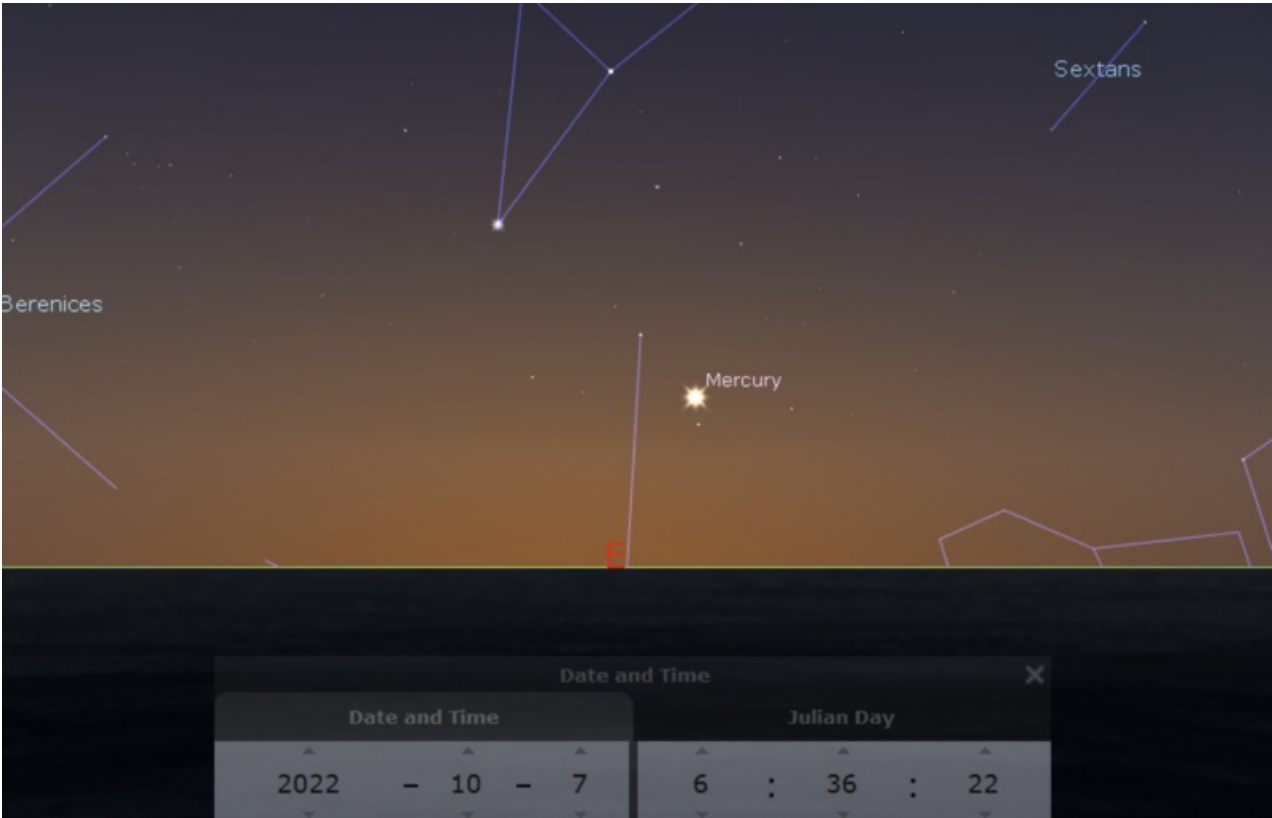 Sextans
Berenices
Mercury
E
Date and Time
Date and Time
Julian Day
2022 - 10 - 7
6 : 36 : 22